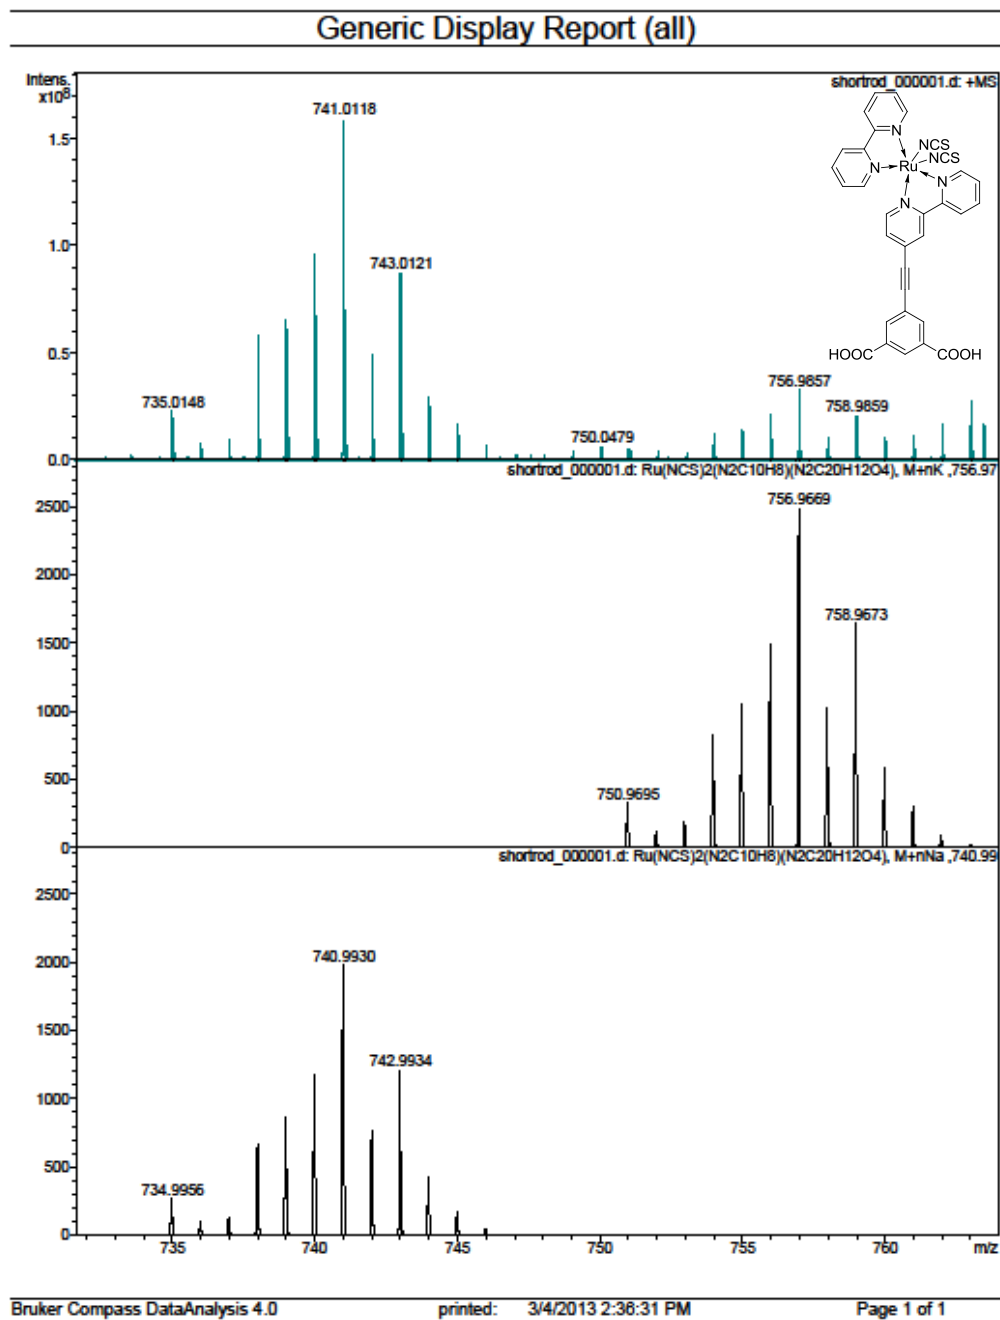 Generic Display Report (all)
Intens.
x10⁸
shortrod_000001.d: +MS
741.0118
1.5
1.0
743.0121
0.5
735.0148
756.9857
758.9859
750.0479
0.0
N
N
Ru
NCS
NCS
N
N
HOOC
COOH
shortrod_000001.d: Ru(NCS)2(N2C10H8)(N2C20H12O4), M+nK ,756.97
756.9669
2500
2000
758.9673
1500
1000
750.9695
500
0
shortrod_000001.d: Ru(NCS)2(N2C10H8)(N2C20H12O4), M+nNa ,740.99
2500
740.9930
2000
1500
742.9934
1000
734.9956
500
0
735 740 745 750 755 760 m/z
Bruker Compass DataAnalysis 4.0 printed: 3/4/2013 2:36:31 PM Page 1 of 1